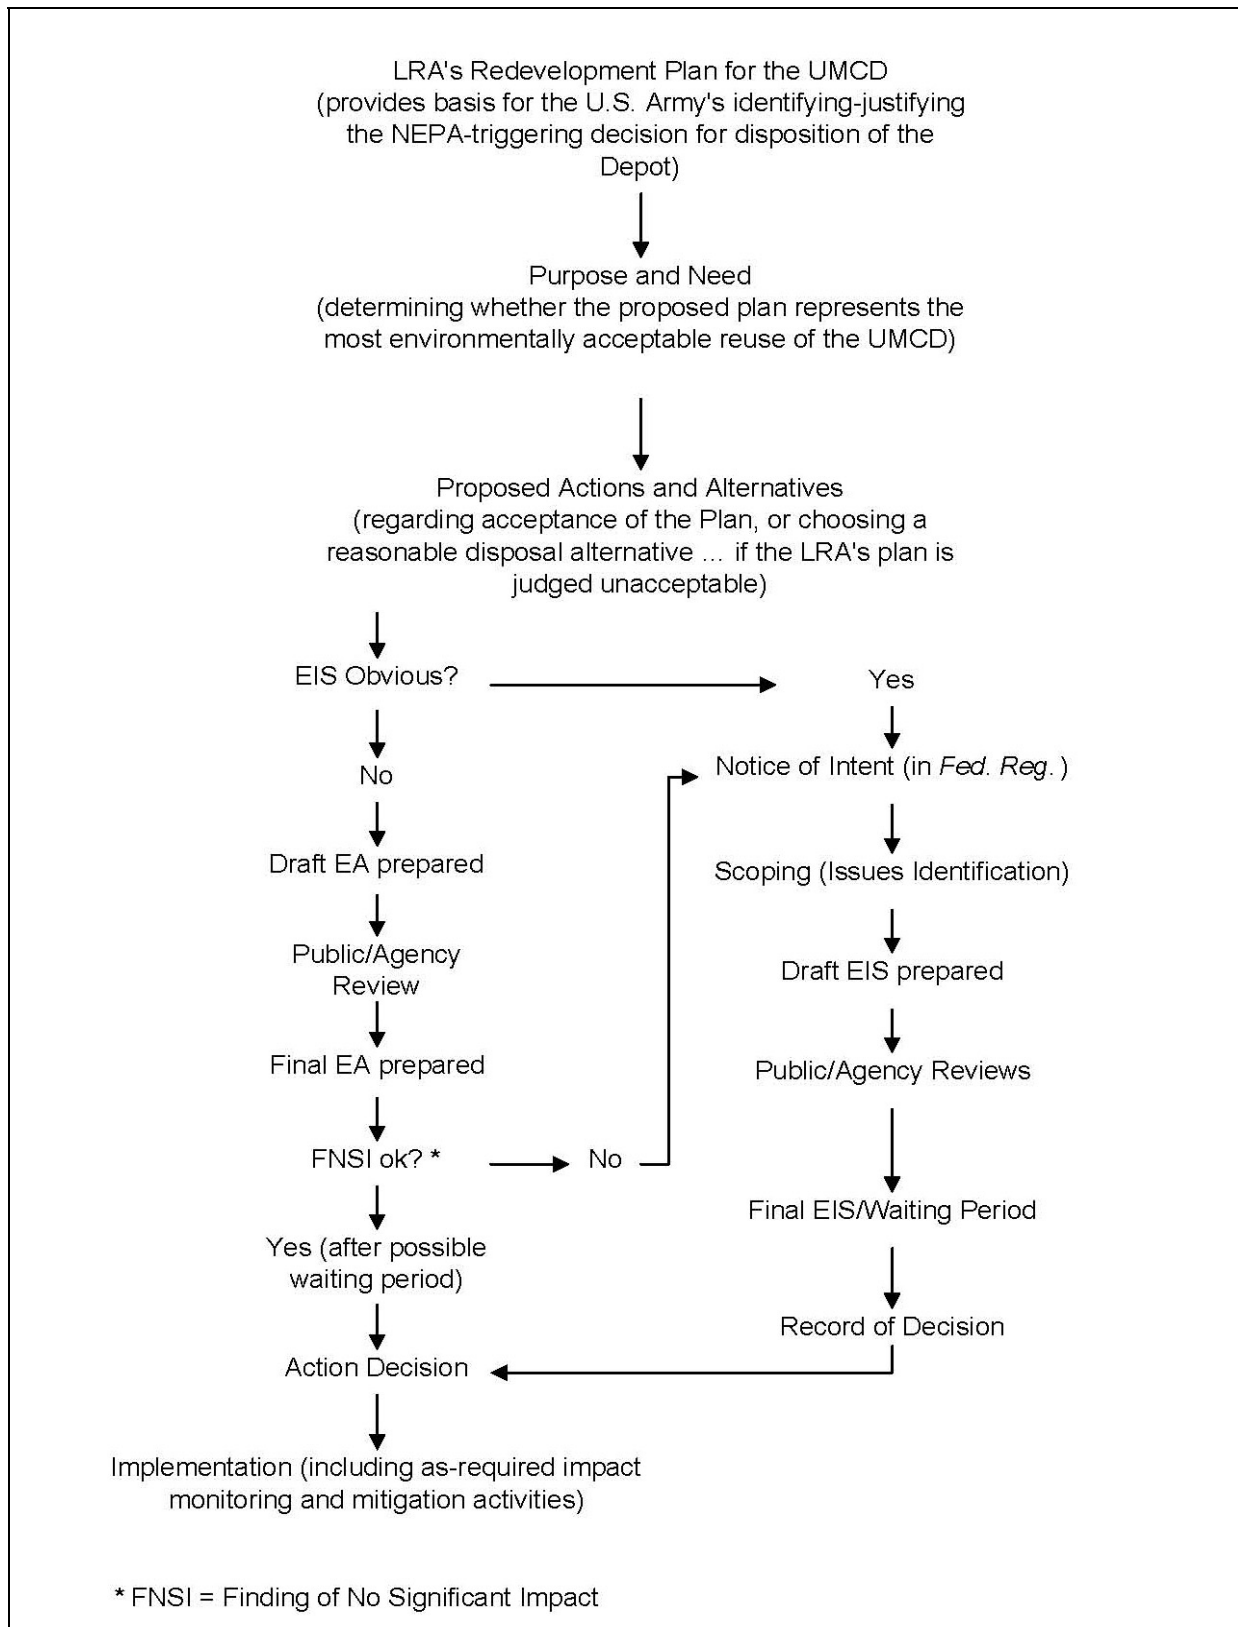 LRA's Redevelopment Plan for the UMCD
(provides basis for the U.S. Army's identifying-justifying
the NEPA-triggering decision for disposition of the
Depot)
Purpose and Need
(determining whether the proposed plan represents the
most environmentally acceptable reuse of the UMCD)
Proposed Actions and Alternatives
(regarding acceptance of the Plan, or choosing a
reasonable disposal alternative ... if the LRA's plan is
judged unacceptable)
EIS Obvious?
No
Draft EA prepared
Public/Agency
Review
Final EA prepared
FNSI ok? *
No
Yes (after possible
waiting period)
Yes
Notice of Intent (in Fed. Reg. )
Scoping (Issues Identification)
Draft EIS prepared
Public/Agency Reviews
Final EIS/Waiting Period
Record of Decision
Action Decision
Implementation (including as-required impact
monitoring and mitigation activities)
* FNSI = Finding of No Significant Impact